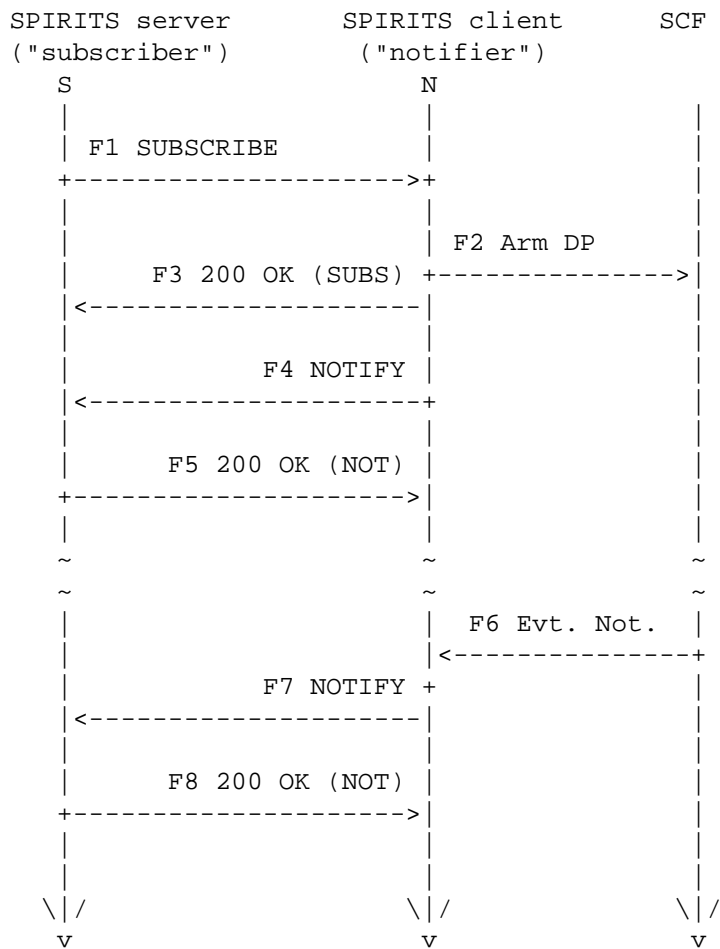 SPIRITS server SPIRITS client SCF
("subscriber") ("notifier")
S N
F1 SUBSCRIBE
F2 Arm DP
F3 200 OK (SUBS)
F4 NOTIFY
F5 200 OK (NOT)
F6 Evt. Not.
F7 NOTIFY
F8 200 OK (NOT)
v v v